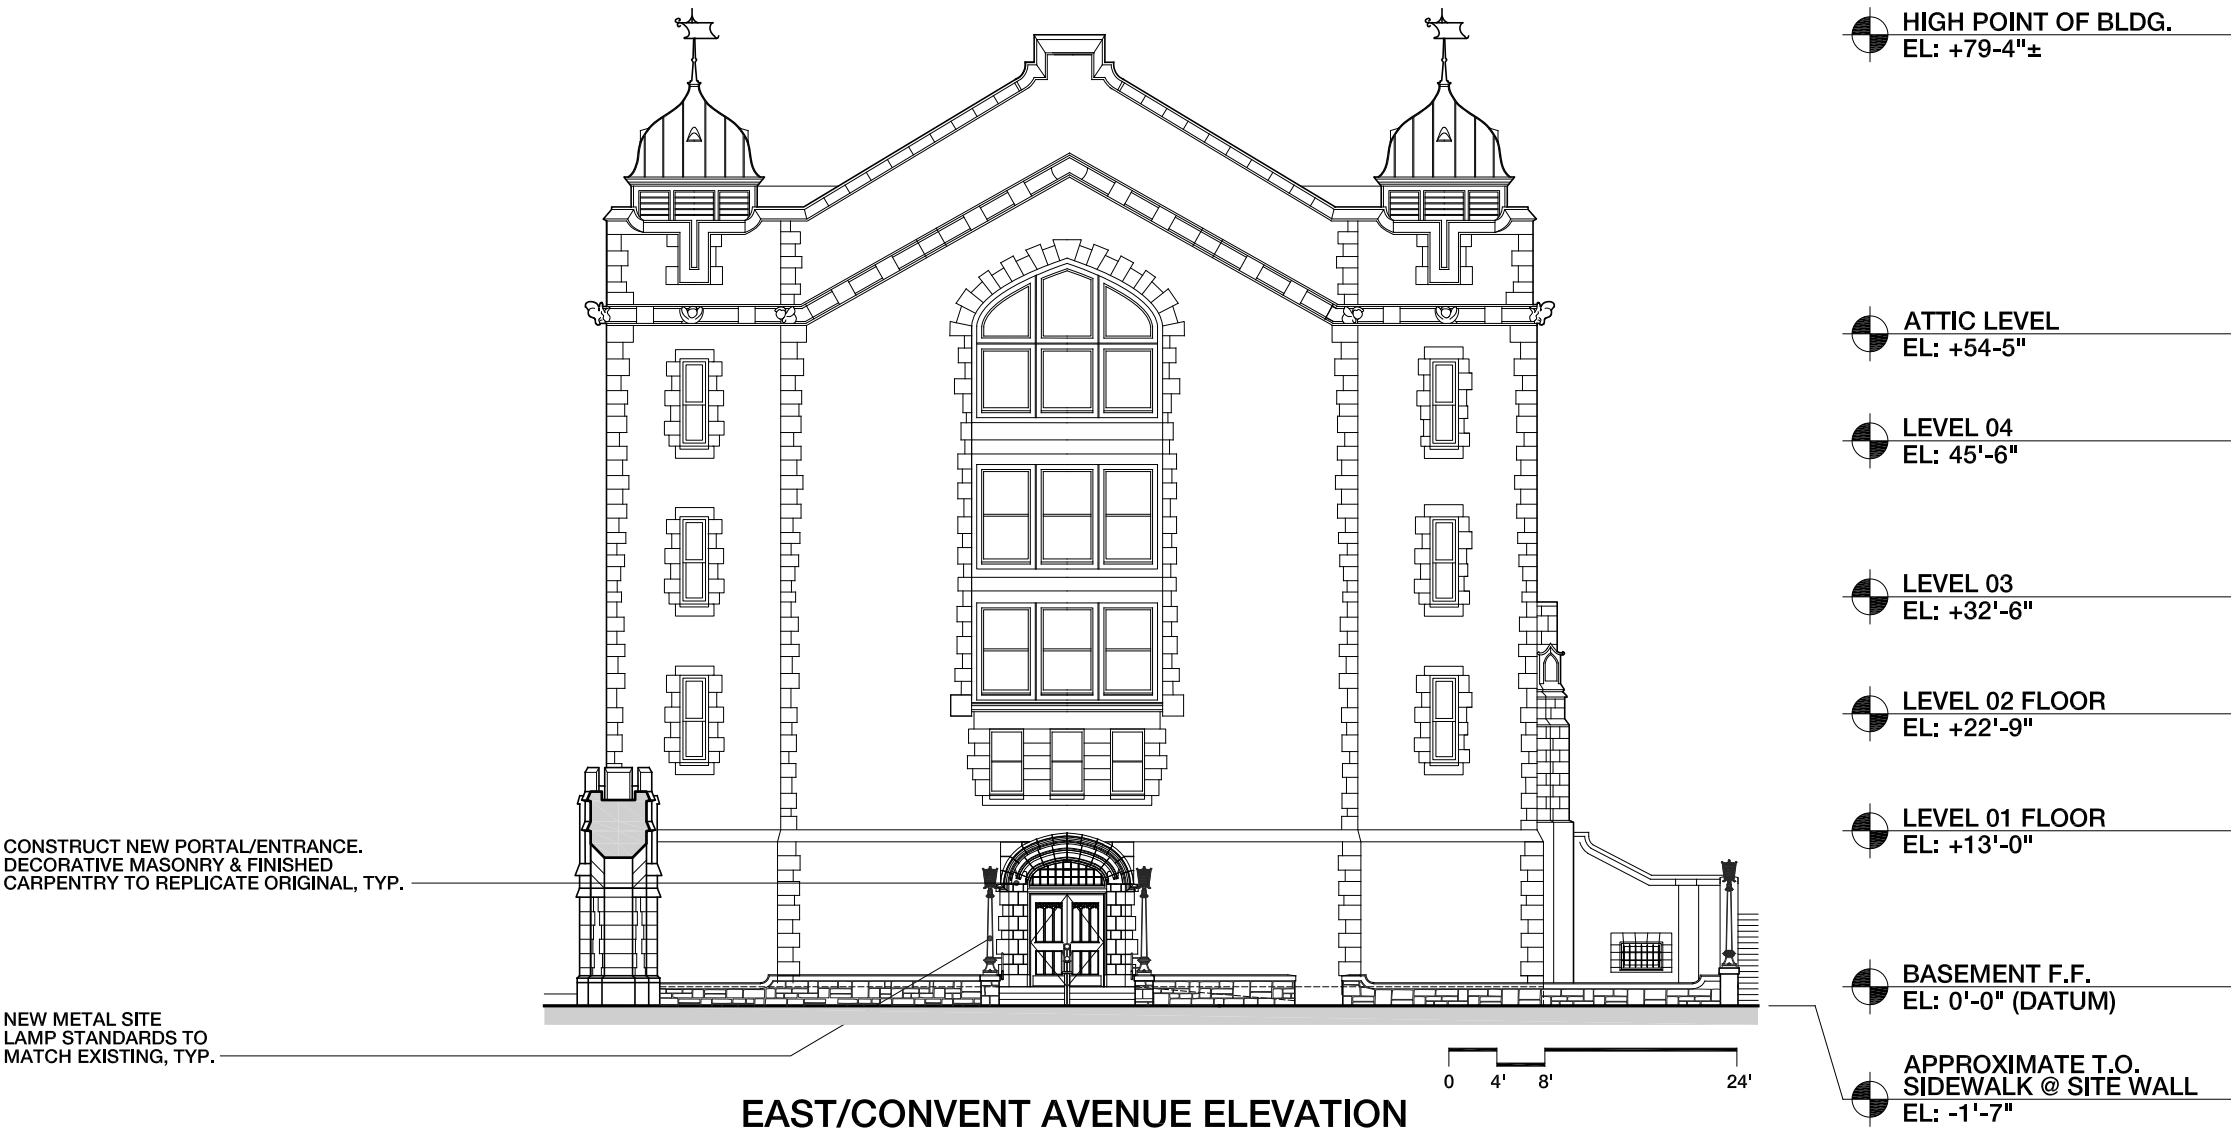 HIGH POINT OF BLDG.
EL: +79-4"±
ATTIC LEVEL
EL: +54-5"
LEVEL 04
EL: 45'-6"
LEVEL 03
EL: +32'-6"
LEVEL 02 FLOOR
EL: +22'-9"
LEVEL 01 FLOOR
EL: +13'-0"
CONSTRUCT NEW PORTAL/ENTRANCE.
DECORATIVE MASONRY & FINISHED
CARPENTRY TO REPLICATE ORIGINAL, TYP.
BASEMENT F.F.
EL: 0'-0" (DATUM)
NEW METAL SITE
LAMP STANDARDS TO
MATCH EXISTING, TYP.
APPROXIMATE T.O.
SIDEWALK @ SITE WALL
EL: -1'-7"
0 4' 8' 24'
EAST/CONVENT AVENUE ELEVATION